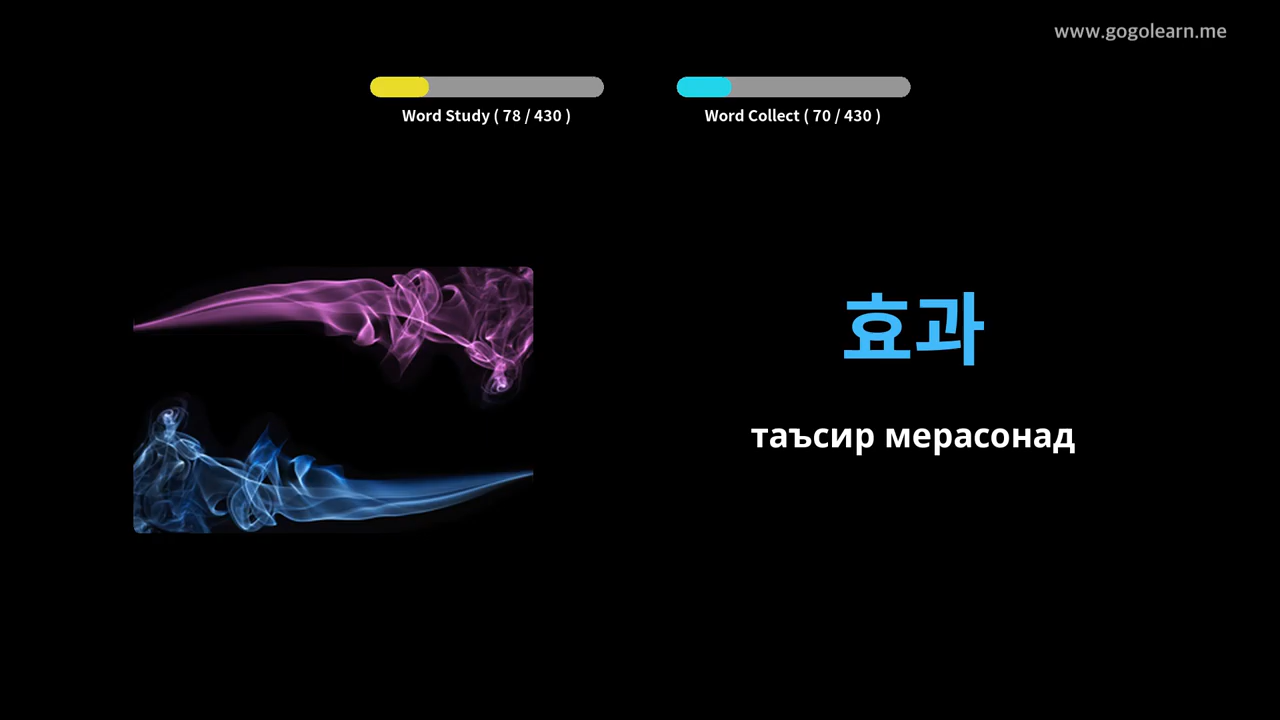 www.gogolearn.me
Word Study ( 78 / 430 )
Word Collect ( 70 / 430 )
효과
таъсир мерасонад